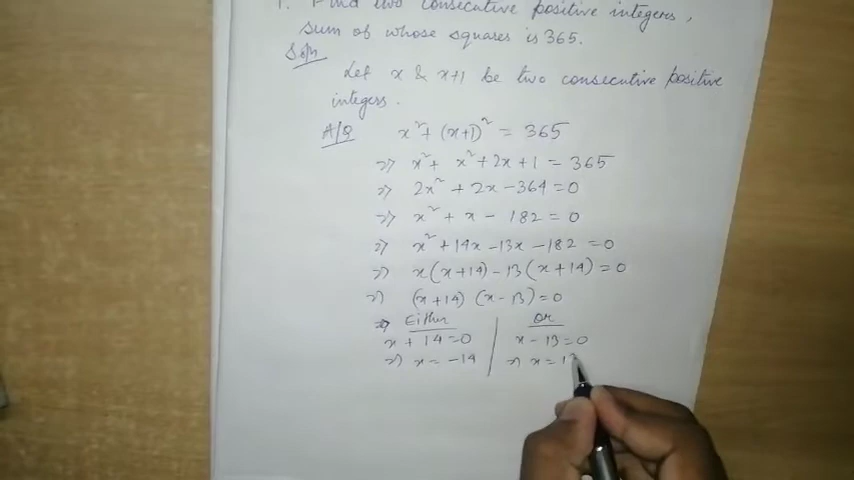 1. Find two consecutive positive integers,
sum of whose squares is 365.
Soln
Let x & x+1 be two consecutive positive
integers.
A/Q x² + (x+1)² = 365
⇒ x² + x² + 2x + 1 = 365
⇒ 2x² + 2x - 364 = 0
⇒ x² + x - 182 = 0
⇒ x² + 14x - 13x - 182 = 0
⇒ x(x+14) - 13(x+14) = 0
⇒ (x+14) (x-13) = 0
⇒ Either | or
x + 14 = 0 | x - 13 = 0
⇒ x = -14 | ⇒ x = 13